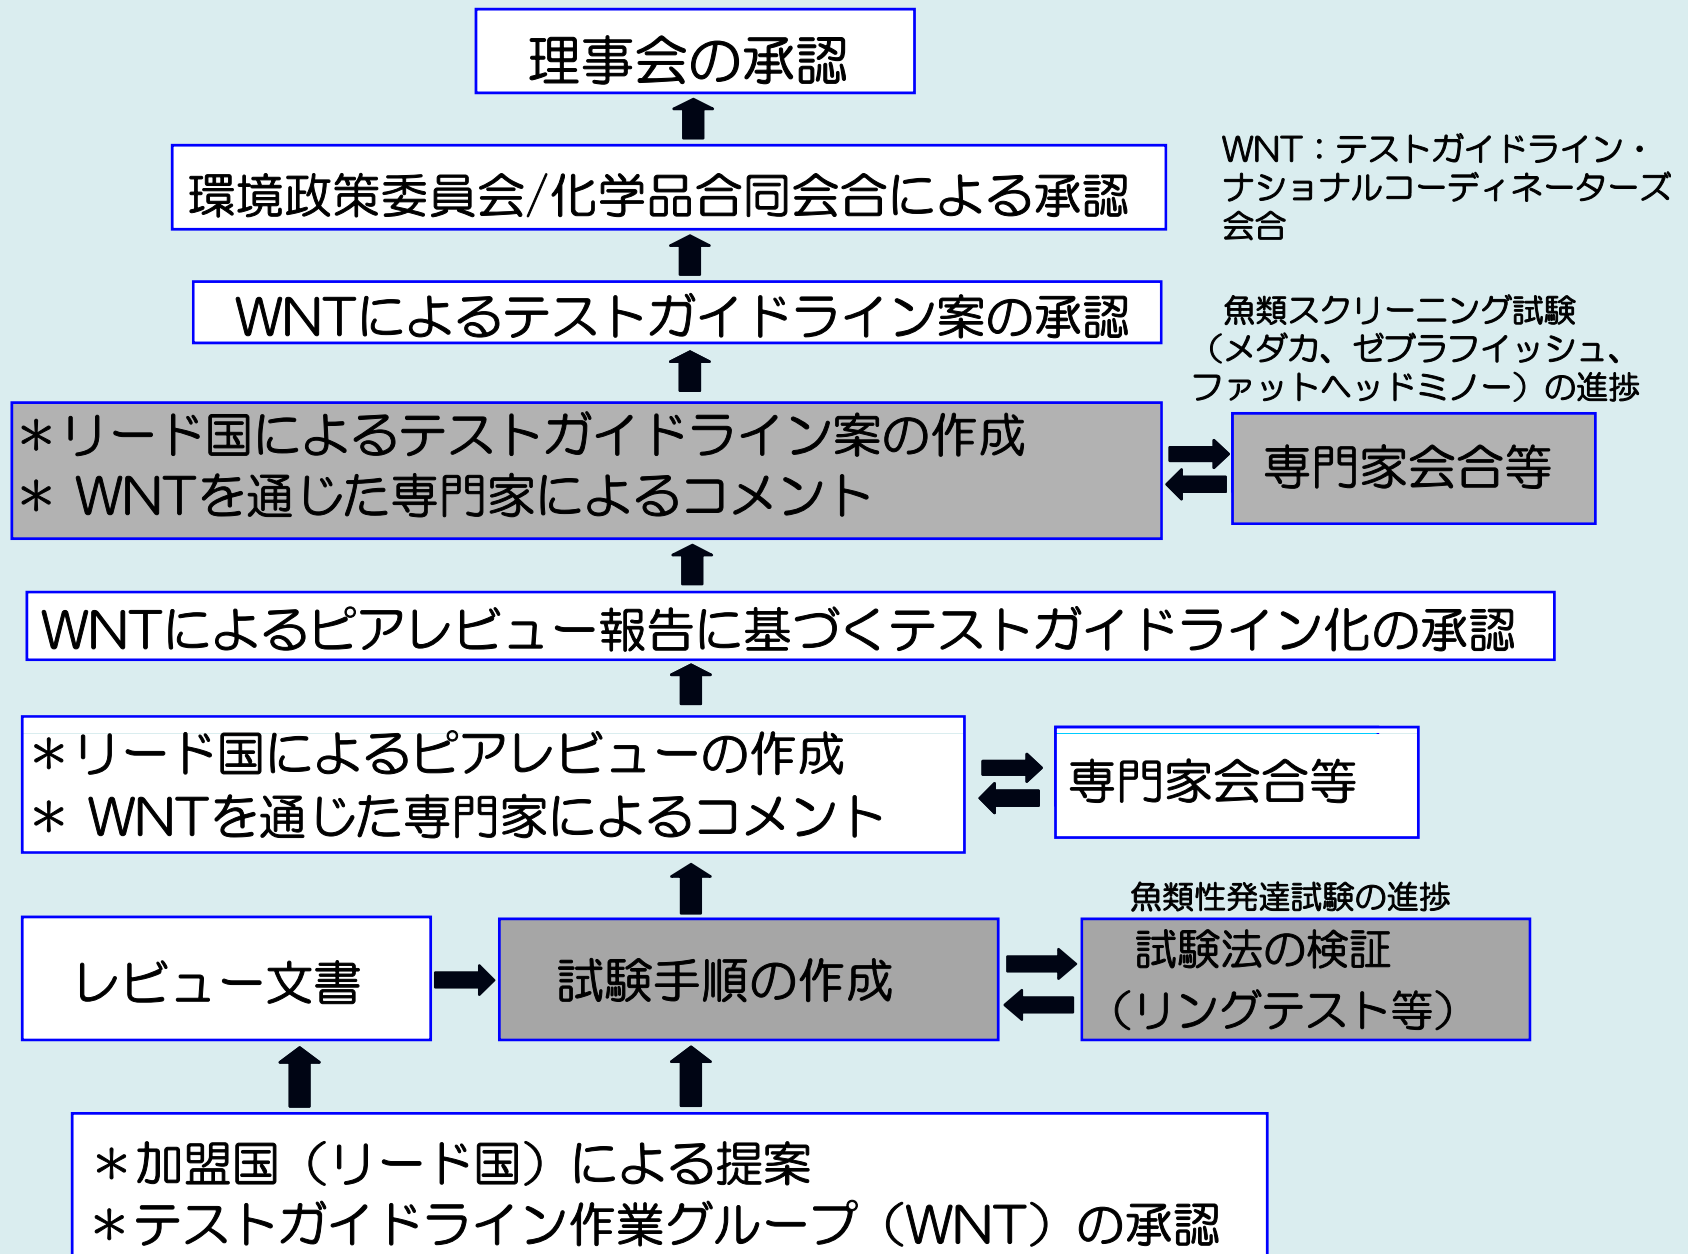 理事会の承認
環境政策委員会/化学品合同会合による承認
WNT：テストガイドライン・
ナショナルコーディネーターズ
会合
WNTによるテストガイドライン案の承認
魚類スクリーニング試験
（メダカ、ゼブラフィッシュ、
ファットヘッドミノー）の進捗
＊リード国によるテストガイドライン案の作成
＊ WNTを通じた専門家によるコメント
専門家会合等
WNTによるピアレビュー報告に基づくテストガイドライン化の承認
＊リード国によるピアレビューの作成
＊ WNTを通じた専門家によるコメント
専門家会合等
魚類性発達試験の進捗
レビュー文書
試験手順の作成
試験法の検証
（リングテスト等）
＊加盟国（リード国）による提案
＊テストガイドライン作業グループ（WNT）の承認